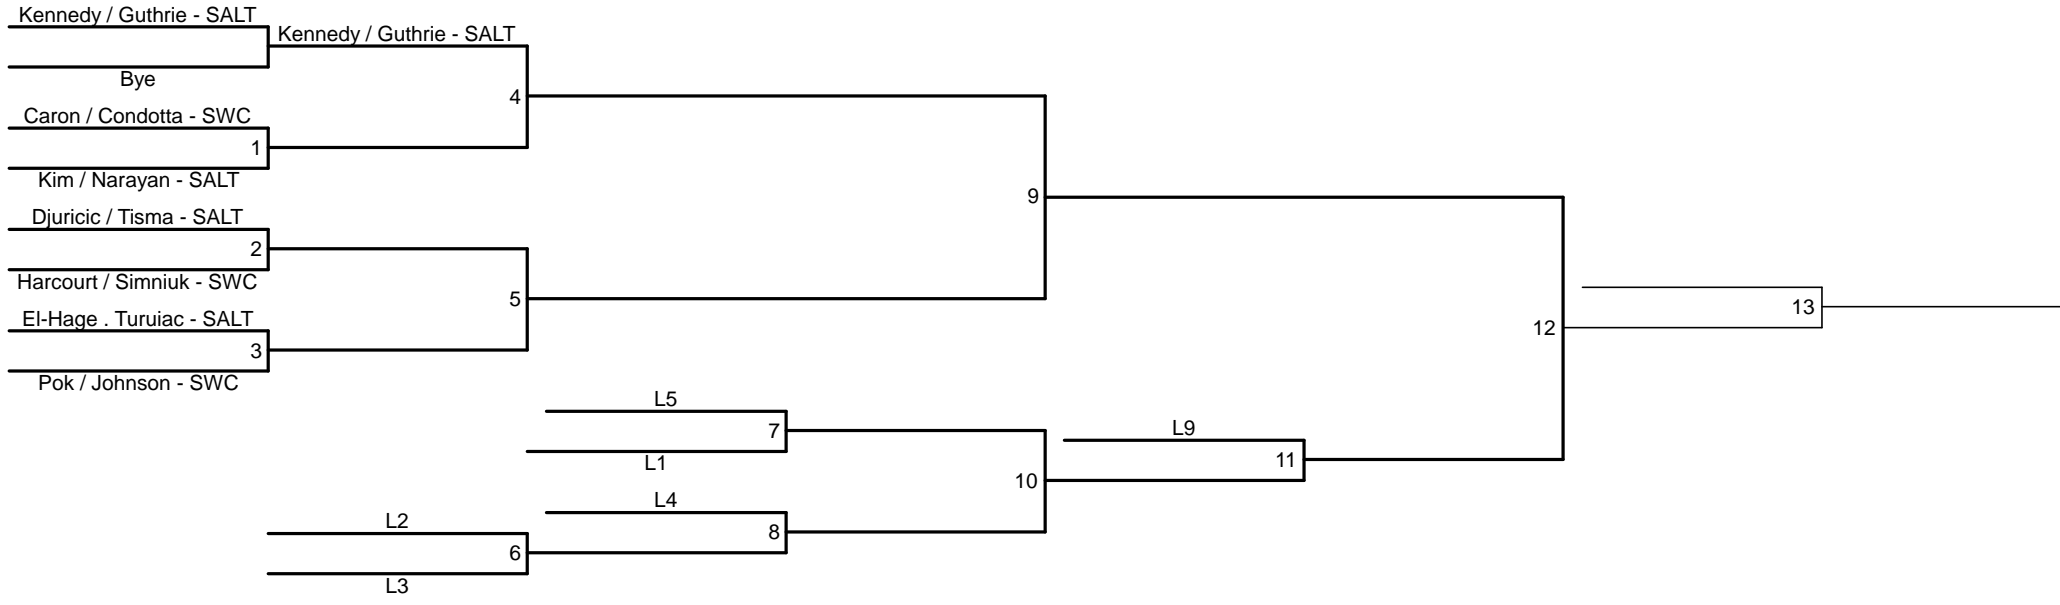 Kennedy / Guthrie - SALT
Kennedy / Guthrie - SALT
Bye
4
Caron / Condotta - SWC
1
Kim / Narayan - SALT
9
Djuricic / Tisma - SALT
2
Harcourt / Simniuk - SWC
5
13
El-Hage . Turuiac - SALT
12
3
Pok / Johnson - SWC
L5
7
L9
L1
11
10
L4
L2
8
6
L3